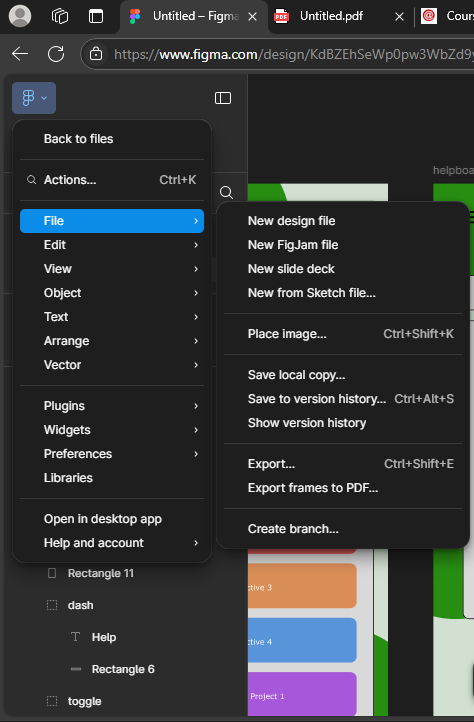 Untitled – Figma
Untitled.pdf
Cours
https://www.figma.com/design/KdBZEhSeWp0pw3WbZd9y
Back to files
Actions... Ctrl+K
File
Edit
View
Object
Text
Arrange
Vector
Plugins
Widgets
Preferences
Libraries
Open in desktop app
Help and account
New design file
New FigJam file
New slide deck
New from Sketch file...
Place image... Ctrl+Shift+K
Save local copy...
Save to version history... Ctrl+Alt+S
Show version history
Export... Ctrl+Shift+E
Export frames to PDF...
Create branch...
helpboa
Rectangle 11
dash
Help
Rectangle 6
toggle
ctive 3
ctive 4
Project 1